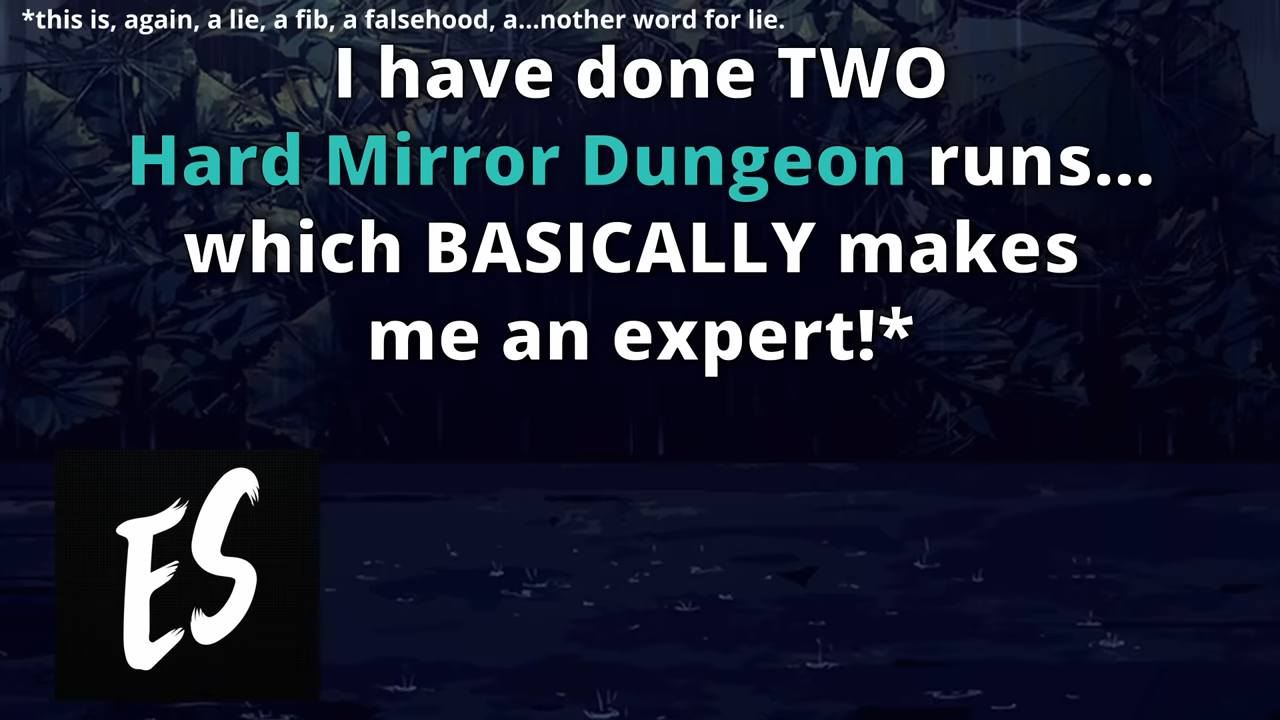 *this is, again, a lie, a fib, a falsehood, a...nother word for lie.
I have done TWO
Hard Mirror Dungeon runs...
which BASICALLY makes
me an expert!*
ES